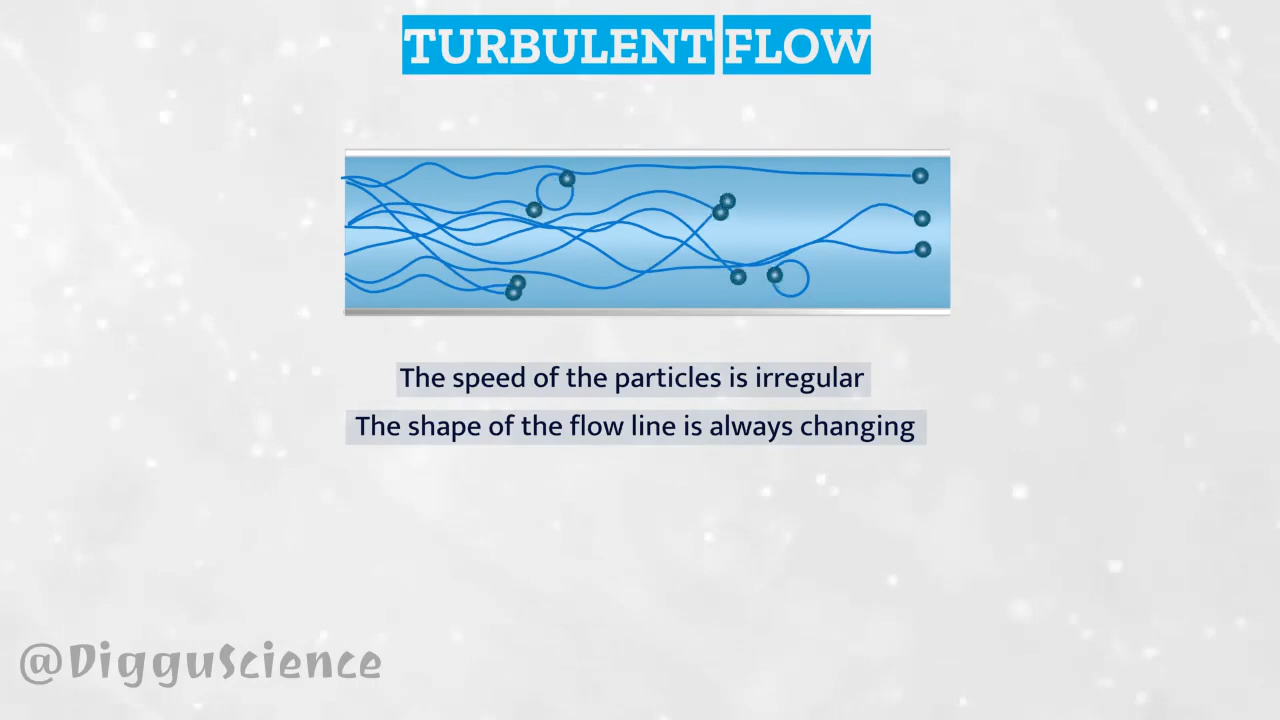 TURBULENT FLOW
The speed of the particles is irregular
The shape of the flow line is always changing
@DigguScience